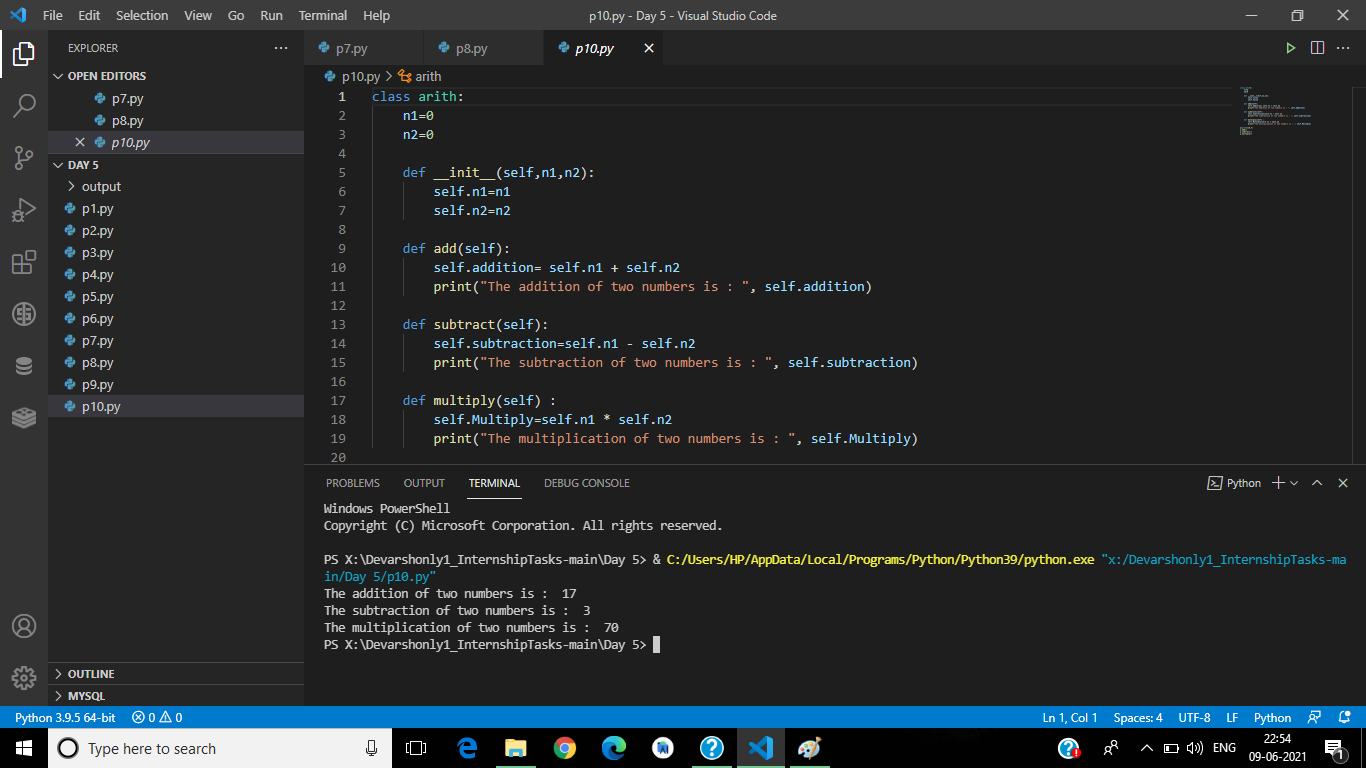 File Edit Selection View Go Run Terminal Help p10.py - Day 5 - Visual Studio Code
EXPLORER
OPEN EDITORS
p7.py
p8.py
p10.py
DAY 5
output
p1.py
p2.py
p3.py
p4.py
p5.py
p6.py
p7.py
p8.py
p9.py
p10.py
OUTLINE
MYSQL
p7.py p8.py p10.py
p10.py > arith
1 class arith:
2     n1=0
3     n2=0
4
5     def __init__(self,n1,n2):
6         self.n1=n1
7         self.n2=n2
8
9     def add(self):
10         self.addition= self.n1 + self.n2
11         print("The addition of two numbers is : ", self.addition)
12
13     def subtract(self):
14         self.subtraction=self.n1 - self.n2
15         print("The subtraction of two numbers is : ", self.subtraction)
16
17     def multiply(self) :
18         self.Multiply=self.n1 * self.n2
19         print("The multiplication of two numbers is : ", self.Multiply)
20
PROBLEMS OUTPUT TERMINAL DEBUG CONSOLE Python
Windows PowerShell
Copyright (C) Microsoft Corporation. All rights reserved.
PS X:\Devarshonly1_InternshipTasks-main\Day 5> & C:/Users/HP/AppData/Local/Programs/Python/Python39/python.exe "x:/Devarshonly1_InternshipTasks-ma
in/Day 5/p10.py"
The addition of two numbers is :  17
The subtraction of two numbers is :  3
The multiplication of two numbers is :  70
PS X:\Devarshonly1_InternshipTasks-main\Day 5>
Python 3.9.5 64-bit 0 0 Ln 1, Col 1 Spaces: 4 UTF-8 LF Python
Type here to search ENG 22:54
09-06-2021 1